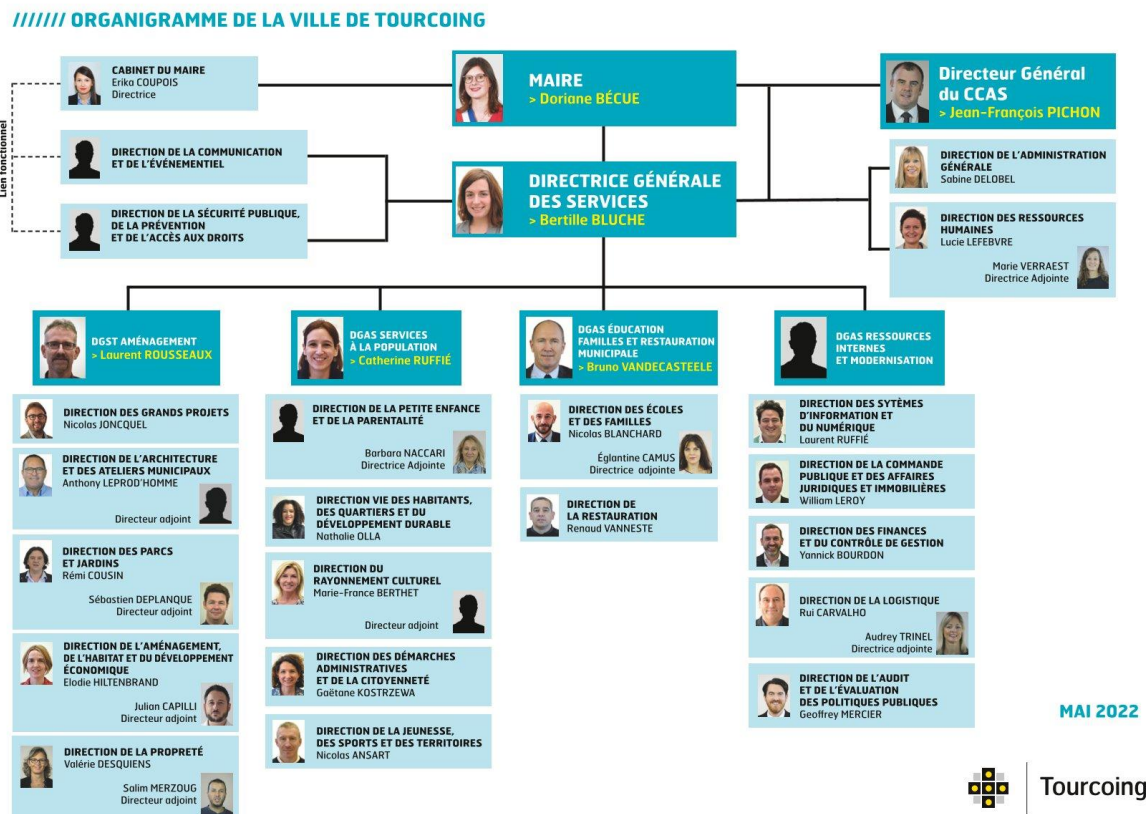 /////// ORGANIGRAMME DE LA VILLE DE TOURCOING
CABINET DU MAIRE
Erika COUPOIS
Directrice
MAIRE
> Doriane BÉCUE
Directeur Général
du CCAS
> Jean-François PICHON
Lien fonctionnel
DIRECTION DE LA COMMUNICATION
ET DE L'ÉVÉNEMENTIEL
DIRECTION DE LA SÉCURITÉ PUBLIQUE,
DE LA PRÉVENTION
ET DE L'ACCÈS AUX DROITS
DIRECTRICE GÉNÉRALE
DES SERVICES
> Bertille BLUCHE
DIRECTION DE L'ADMINISTRATION
GÉNÉRALE
Sabine DELOBEL
DIRECTION DES RESSOURCES
HUMAINES
Lucie LEFEBVRE
Marie VERRAEST
Directrice Adjointe
DGST AMÉNAGEMENT
> Laurent ROUSSEAUX
DIRECTION DES GRANDS PROJETS
Nicolas JONCQUEL
DIRECTION DE L'ARCHITECTURE
ET DES ATELIERS MUNICIPAUX
Anthony LEPROD'HOMME
Directeur adjoint
DIRECTION DES PARCS
ET JARDINS
Rémi COUSIN
Sébastien DEPLANQUE
Directeur adjoint
DIRECTION DE L'AMÉNAGEMENT,
DE L'HABITAT ET DU DÉVELOPPEMENT
ÉCONOMIQUE
Elodie HILTENBRAND
Julian CAPILLI
Directeur adjoint
DIRECTION DE LA PROPRETÉ
Valérie DESQUIENS
Salim MERZOUG
Directeur adjoint
DGAS SERVICES
À LA POPULATION
> Catherine RUFFIÉ
DIRECTION DE LA PETITE ENFANCE
ET DE LA PARENTALITÉ
Barbara NACCARI
Directrice Adjointe
DIRECTION VIE DES HABITANTS,
DES QUARTIERS ET DU
DÉVELOPPEMENT DURABLE
Nathalie OLLA
DIRECTION DU
RAYONNEMENT CULTUREL
Marie-France BERTHET
Directeur adjoint
DIRECTION DES DÉMARCHES
ADMINISTRATIVES
ET DE LA CITOYENNETÉ
Gaëtane KOSTRZEWA
DIRECTION DE LA JEUNESSE,
DES SPORTS ET DES TERRITOIRES
Nicolas ANSART
DGAS ÉDUCATION
FAMILLES ET RESTAURATION
MUNICIPALE
> Bruno VANDECASTEELE
DIRECTION DES ÉCOLES
ET DES FAMILLES
Nicolas BLANCHARD
Églantine CAMUS
Directrice adjointe
DIRECTION DE
LA RESTAURATION
Renaud VANNESTE
DGAS RESSOURCES
INTERNES
ET MODERNISATION
DIRECTION DES SYTÈMES
D'INFORMATION ET
DU NUMÉRIQUE
Laurent RUFFIÉ
DIRECTION DE LA COMMANDE
PUBLIQUE ET DES AFFAIRES
JURIDIQUES ET IMMOBILIÈRES
William LEROY
DIRECTION DES FINANCES
ET DU CONTRÔLE DE GESTION
Yannick BOURDON
DIRECTION DE LA LOGISTIQUE
Rui CARVALHO
Audrey TRINEL
Directrice adjointe
DIRECTION DE L'AUDIT
ET DE L'ÉVALUATION
DES POLITIQUES PUBLIQUES
Geoffrey MERCIER
MAI 2022
Tourcoing